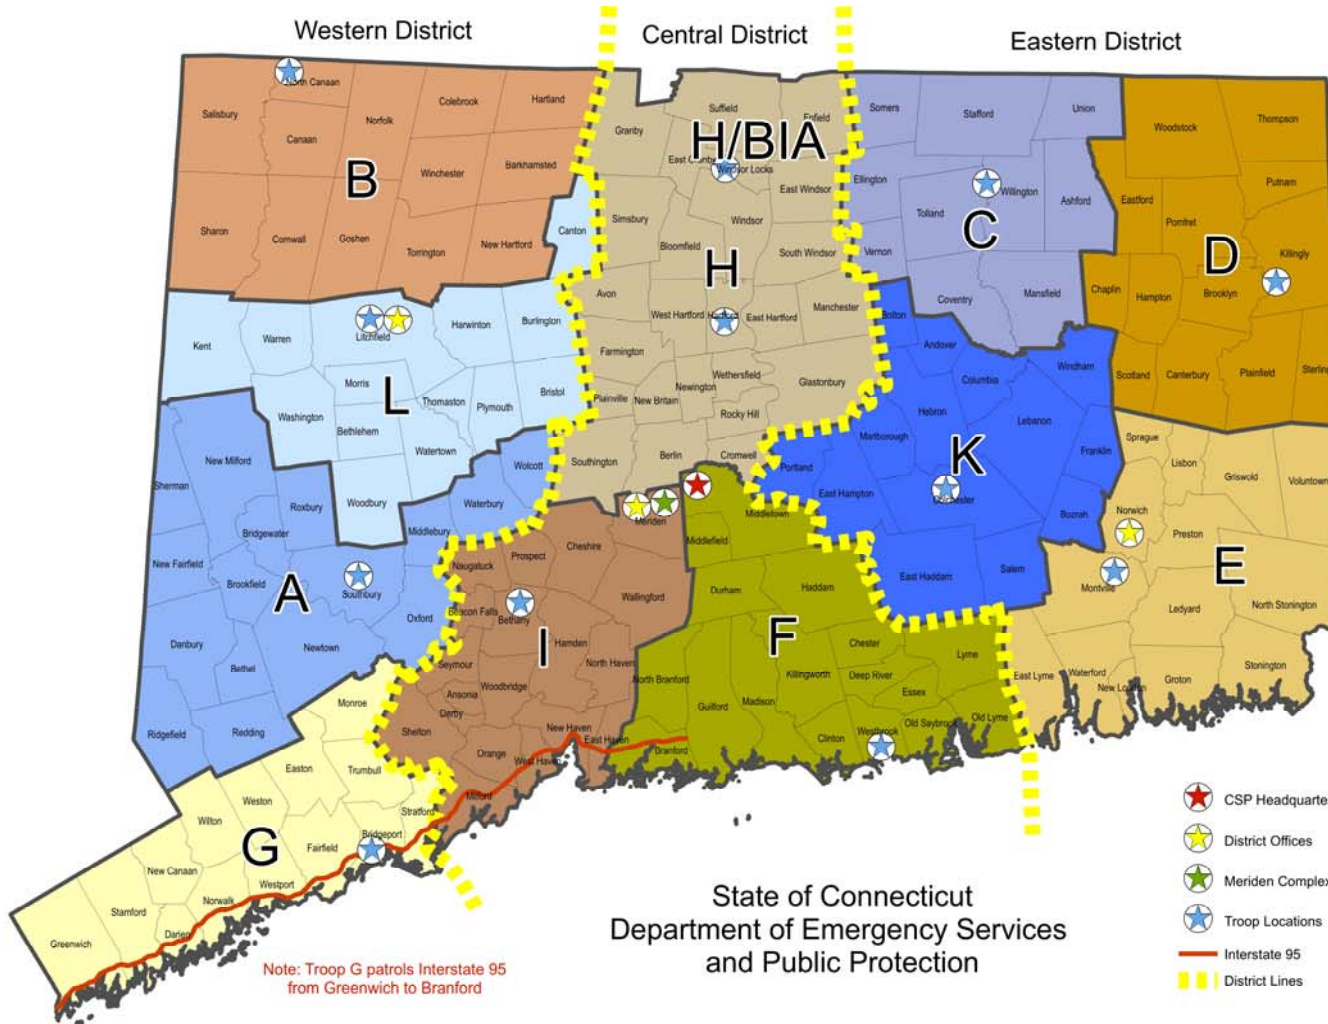 Western District
Central District
Eastern District
North Canaan
Salisbury
Canaan
Norfolk
Colebrook
Hartland
Winchester
Barkhamsted
B
Sharon
Cornwall
Goshen
Torrington
New Hartford
Canton
Granby
Suffield
Enfield
H/BIA
East Granby
Windsor Locks
East Windsor
Simsbury
Windsor
Bloomfield
South Windsor
H
Avon
West Hartford
Hartford
East Hartford
Manchester
Farmington
Wethersfield
Newington
Glastonbury
Plainville
New Britain
Rocky Hill
Southington
Berlin
Cromwell
Somers
Stafford
Union
Ellington
Willington
Tolland
Ashford
C
Vernon
Coventry
Mansfield
Woodstock
Thompson
Putnam
Eastford
Pomfret
D
Killingly
Chaplin
Hampton
Brooklyn
Scotland
Canterbury
Plainfield
Sterling
Kent
Warren
Litchfield
Harwinton
Burlington
Morris
L
Thomaston
Plymouth
Bristol
Washington
Bethlehem
Watertown
Woodbury
Wolcott
New Milford
Sherman
Roxbury
Waterbury
Bridgewater
Middlebury
New Fairfield
Brookfield
A
Southbury
Oxford
Danbury
Newtown
Bethel
Ridgefield
Redding
Bolton
Andover
Columbia
Windham
Hebron
Lebanon
Marlborough
Franklin
Portland
K
East Hampton
Colchester
Bozrah
East Haddam
Salem
Sprague
Lisbon
Griswold
Voluntown
Norwich
Preston
Montville
E
Ledyard
North Stonington
East Lyme
Waterford
New London
Groton
Stonington
Meriden
Naugatuck
Prospect
Cheshire
Beacon Falls
Bethany
Wallingford
Hamden
I
North Haven
Seymour
Woodbridge
Ansonia
Derby
Shelton
Orange
New Haven
West Haven
East Haven
Milford
Middletown
Middlefield
Durham
Haddam
F
Chester
Lyme
North Branford
Killingworth
Deep River
Guilford
Madison
Essex
Clinton
Westbrook
Old Saybrook
Old Lyme
Branford
Monroe
Easton
Trumbull
Weston
Wilton
Stratford
Bridgeport
G
Fairfield
New Canaan
Westport
Norwalk
Stamford
Darien
Greenwich
Note: Troop G patrols Interstate 95
from Greenwich to Branford
State of Connecticut
Department of Emergency Services
and Public Protection
CSP Headquarte
District Offices
Meriden Complex
Troop Locations
Interstate 95
District Lines